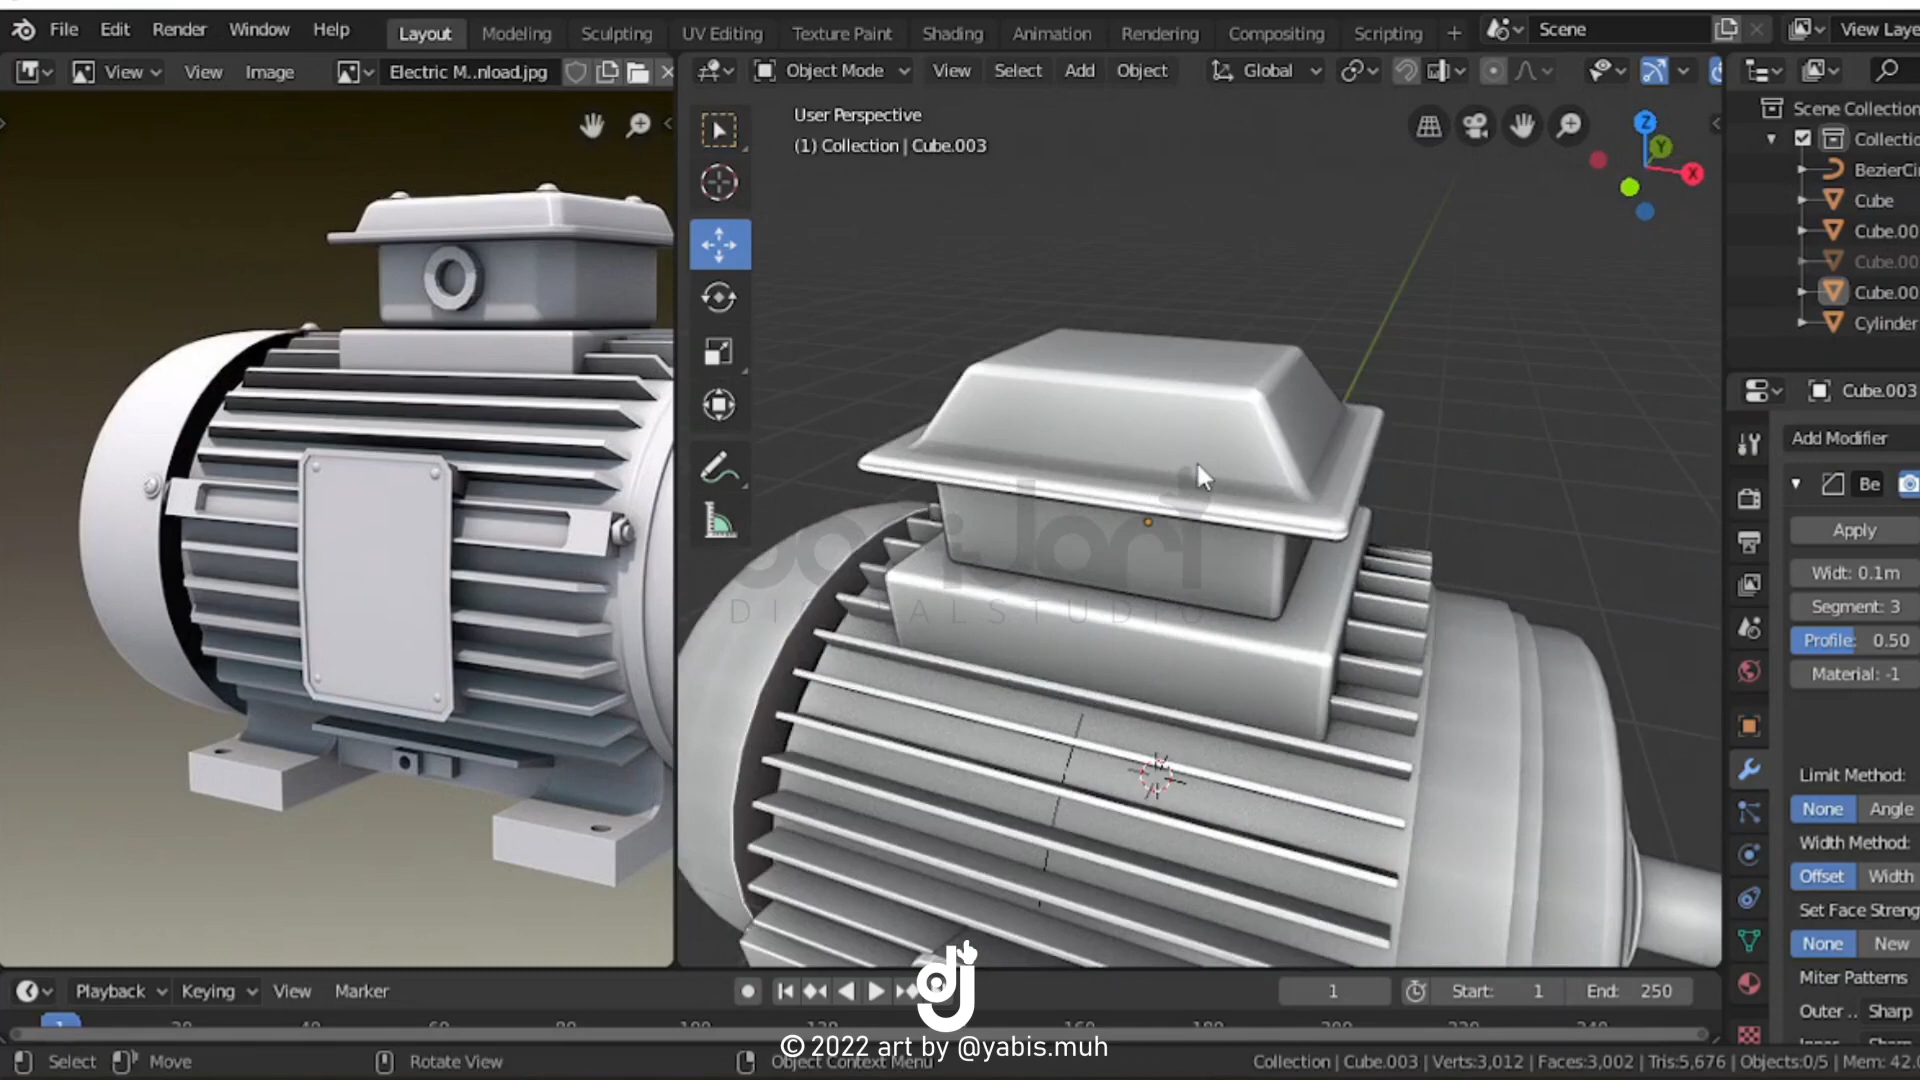 File Edit Render Window Help Layout Modeling Sculpting UV Editing Texture Paint Shading Animation Rendering Compositing Scripting + Scene View Laye
View View Image Electric M..nload.jpg Object Mode View Select Add Object Global
User Perspective
(1) Collection | Cube.003
Z
Y
X
Scene Collection
Collectio
BezierCi
Cube
Cube.00
Cube.00
Cube.00
Cylinder
Cube.003
Add Modifier
Be
Apply
Widt: 0.1m
Segment: 3
Profile: 0.50
Material: -1
Limit Method:
None Angle
Width Method:
Offset Width
Set Face Streng
None New
Miter Patterns
Outer .. Sharp
DIGITALSTUDIO
Playback Keying View Marker 1 Start: 1 End: 250
dj
©2022 art by @yabis.muh
Select Move Rotate View Object Context Menu Collection | Cube.003 | Verts:3,012 | Faces:3,002 | Tris:5,676 | Objects:0/5 | Mem: 42.